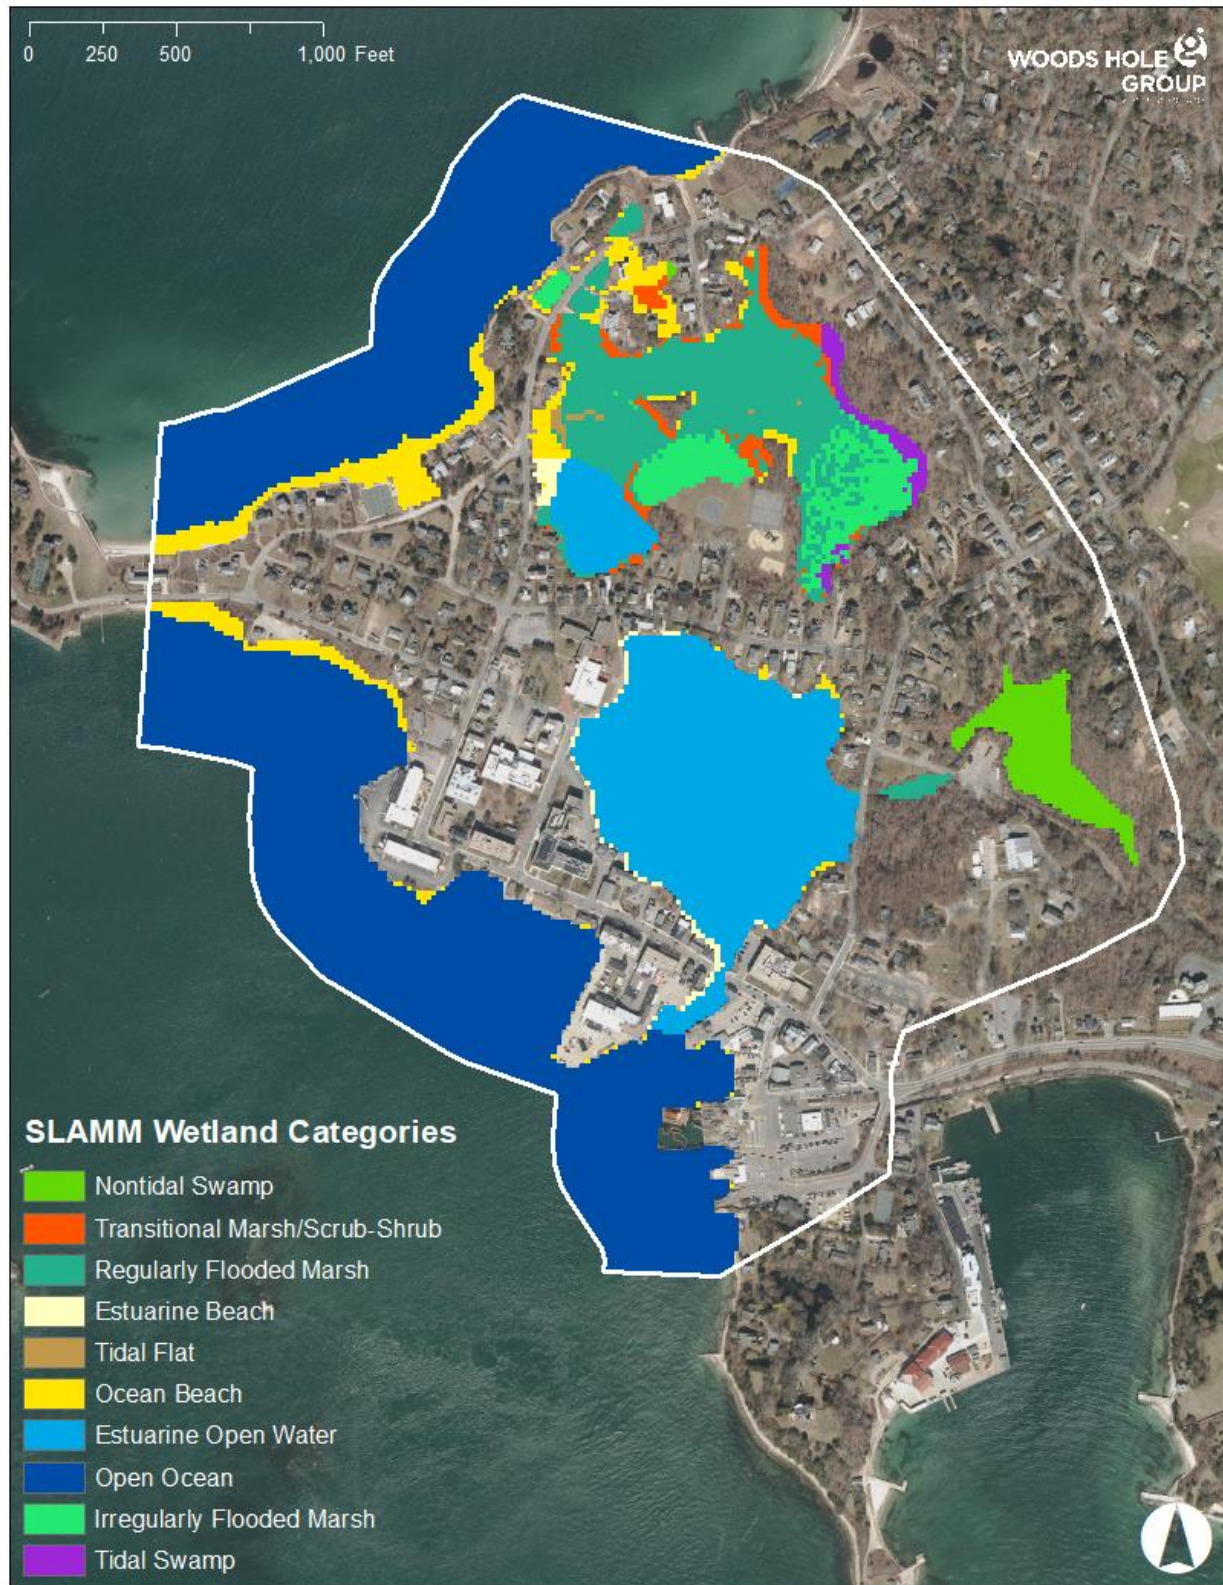 0 250 500 1,000 Feet
WOODS HOLE
GROUP
SLAMM Wetland Categories
Nontidal Swamp
Transitional Marsh/Scrub-Shrub
Regularly Flooded Marsh
Estuarine Beach
Tidal Flat
Ocean Beach
Estuarine Open Water
Open Ocean
Irregularly Flooded Marsh
Tidal Swamp